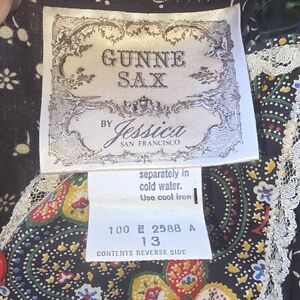 GUNNE
SAX
BY Jessica
SAN FRANCISCO
separately in
cold water.
Use cool iron
100 2588 A
13
CONTENTS REVERSE SIDE